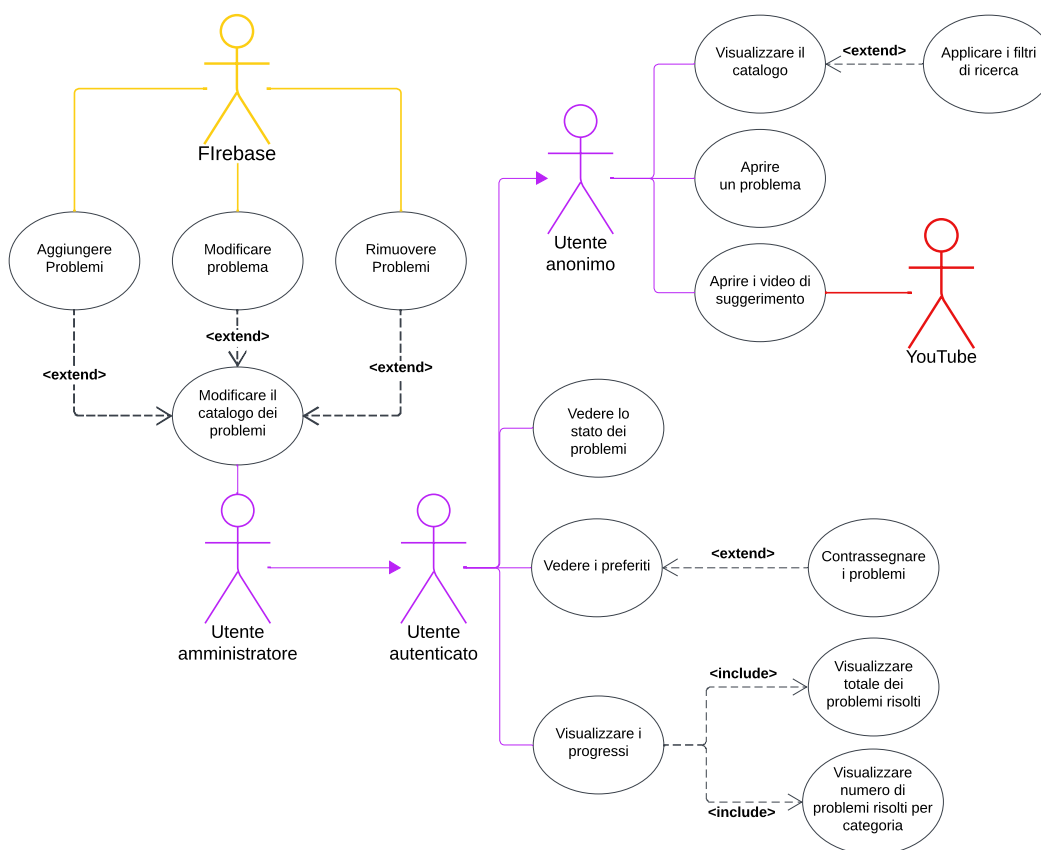 FIrebase
Aggiungere
Problemi
Modificare
problema
Rimuovere
Problemi
<extend>
<extend>
<extend>
Modificare il
catalogo dei
problemi
Utente
amministratore
Utente
autenticato
Utente
anonimo
Visualizzare il
catalogo
<extend>
Applicare i filtri
di ricerca
Aprire
un problema
Aprire i video di
suggerimento
YouTube
Vedere lo
stato dei
problemi
Vedere i preferiti
<extend>
Contrassegnare
i problemi
Visualizzare i
progressi
<include>
Visualizzare
totale dei
problemi risolti
<include>
Visualizzare
numero di
problemi risolti per
categoria